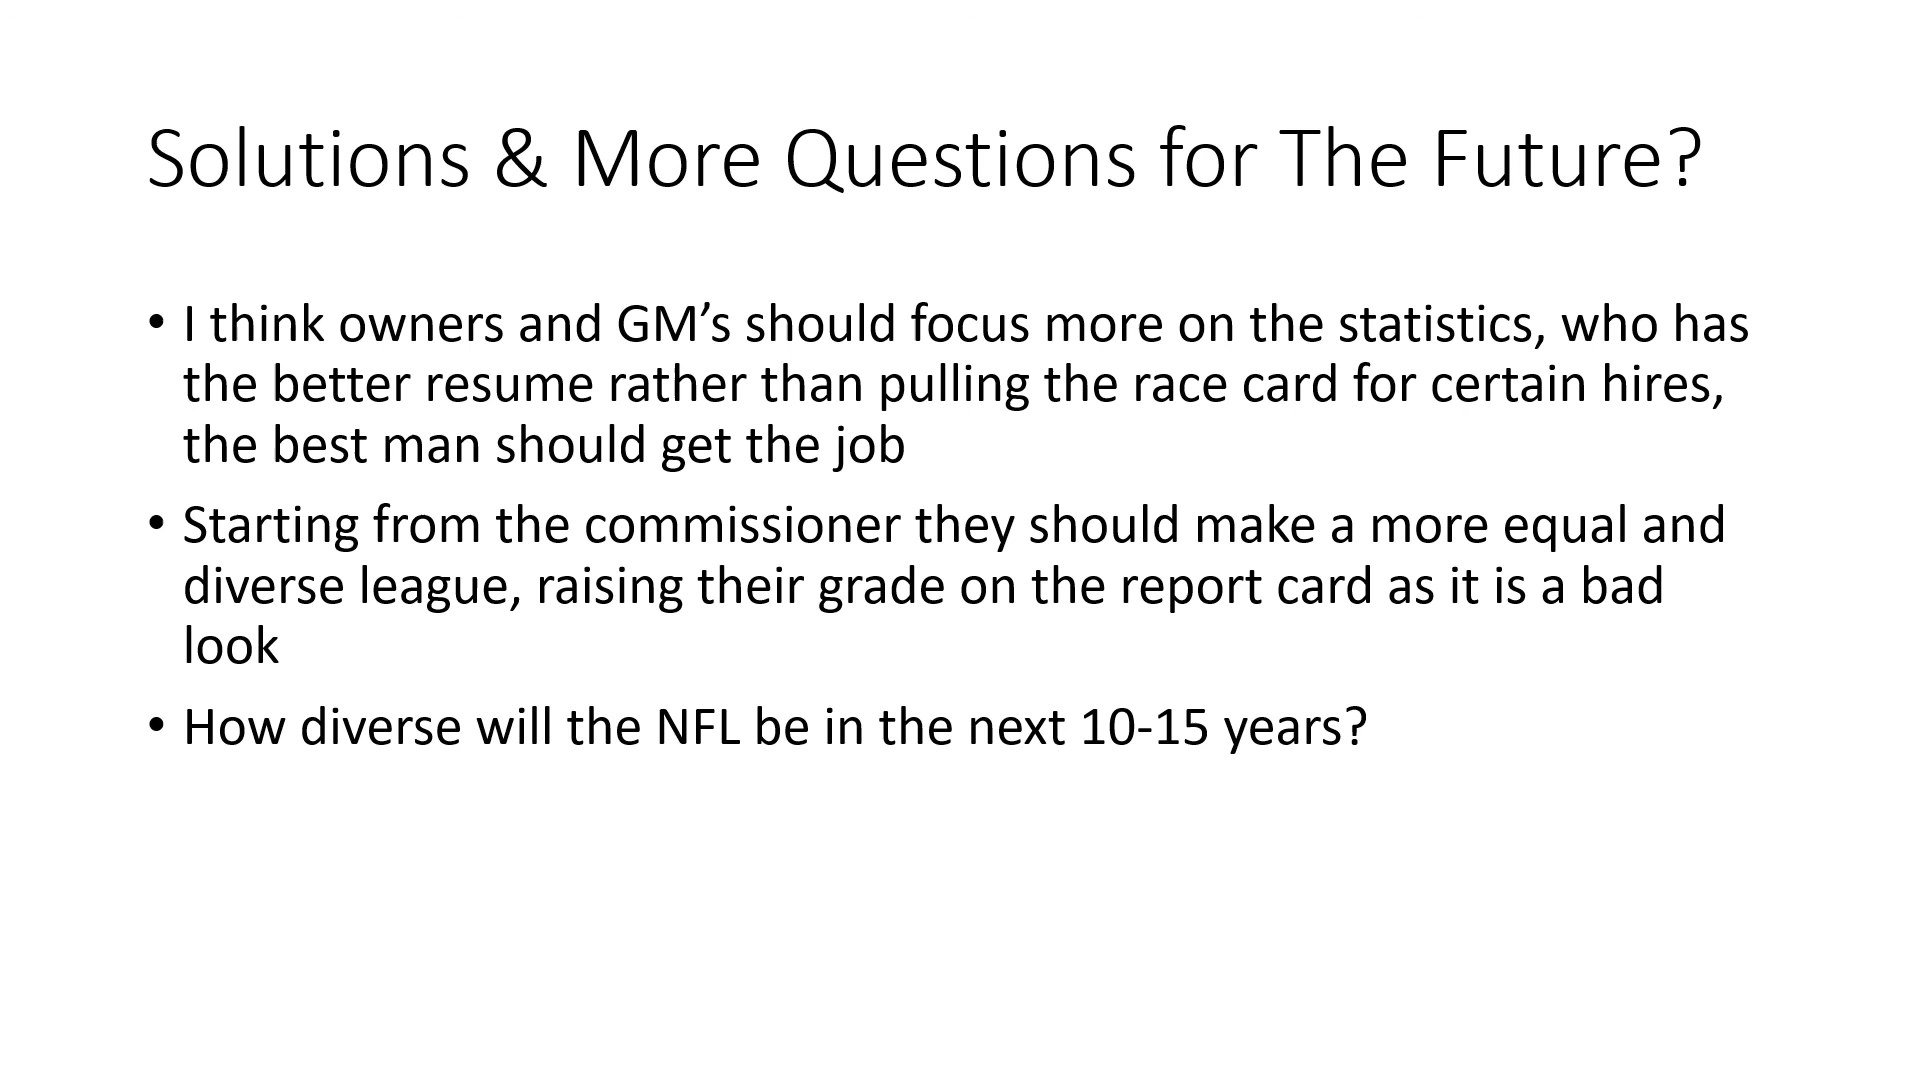 Solutions & More Questions for The Future?
• I think owners and GM’s should focus more on the statistics, who has
the better resume rather than pulling the race card for certain hires,
the best man should get the job
• Starting from the commissioner they should make a more equal and
diverse league, raising their grade on the report card as it is a bad
look
• How diverse will the NFL be in the next 10-15 years?